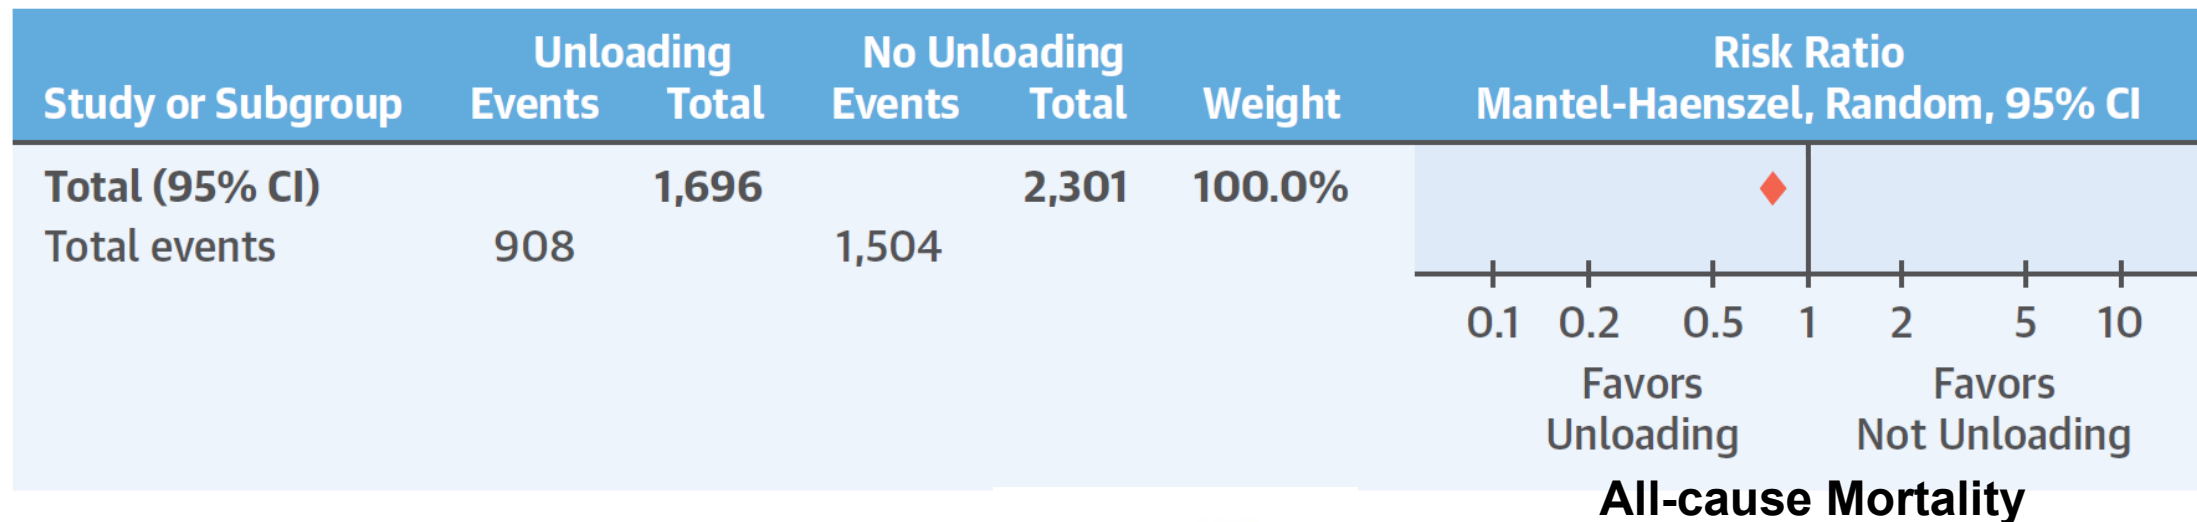 Unloading No Unloading Risk Ratio
Study or Subgroup Events Total Events Total Weight Mantel-Haenszel, Random, 95% CI
Total (95% CI) 1,696 2,301 100.0%
Total events 908 1,504
0.1 0.2 0.5 1 2 5 10
Favors Favors
Unloading Not Unloading
All-cause Mortality